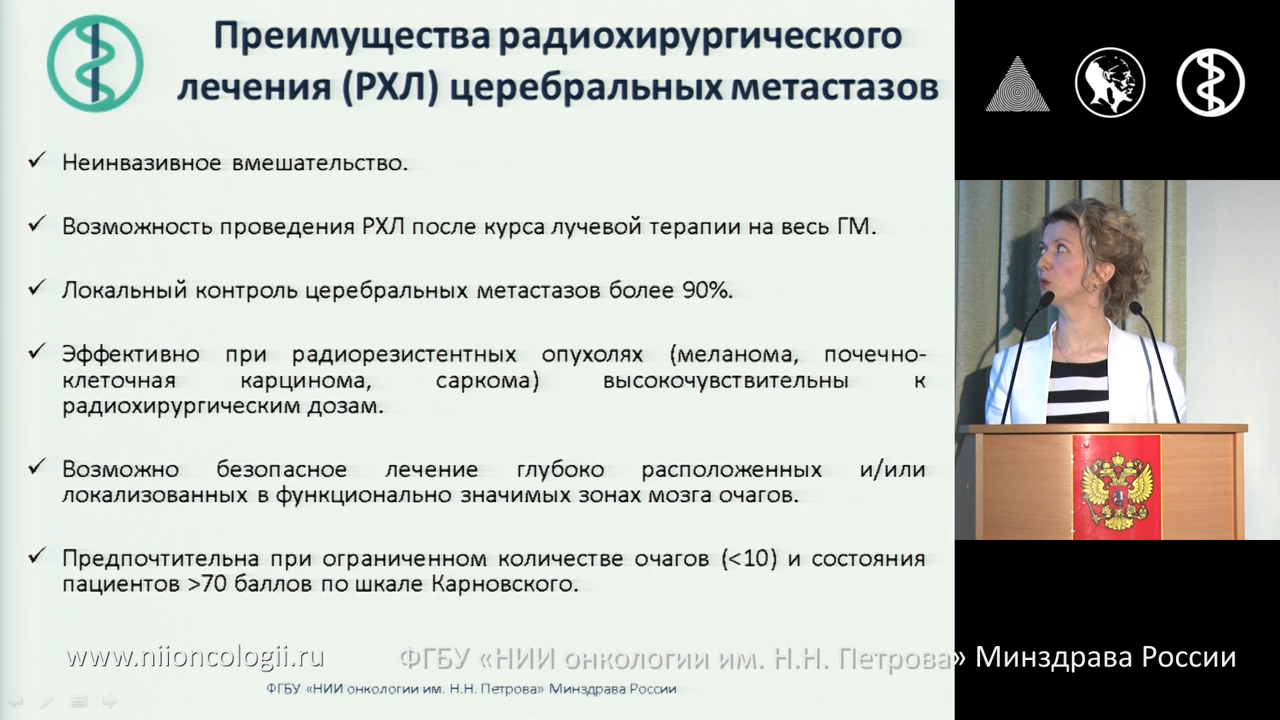 Преимущества радиохирургического
лечения (РХЛ) церебральных метастазов
✓ Неинвазивное вмешательство.
✓ Возможность проведения РХЛ после курса лучевой терапии на весь ГМ.
✓ Локальный контроль церебральных метастазов более 90%.
✓ Эффективно при радиорезистентных опухолях (меланома, почечно-
клеточная карцинома, саркома) высокочувствительны к
радиохирургическим дозам.
✓ Возможно безопасное лечение глубоко расположенных и/или
локализованных в функционально значимых зонах мозга очагов.
✓ Предпочтительна при ограниченном количестве очагов (<10) и состояния
пациентов >70 баллов по шкале Карновского.
www.niioncologii.ru
ФГБУ «НИИ онкологии им. Н.Н. Петрова» Минздрава России
ФГБУ «НИИ онкологии им. Н.Н. Петрова» Минздрава России